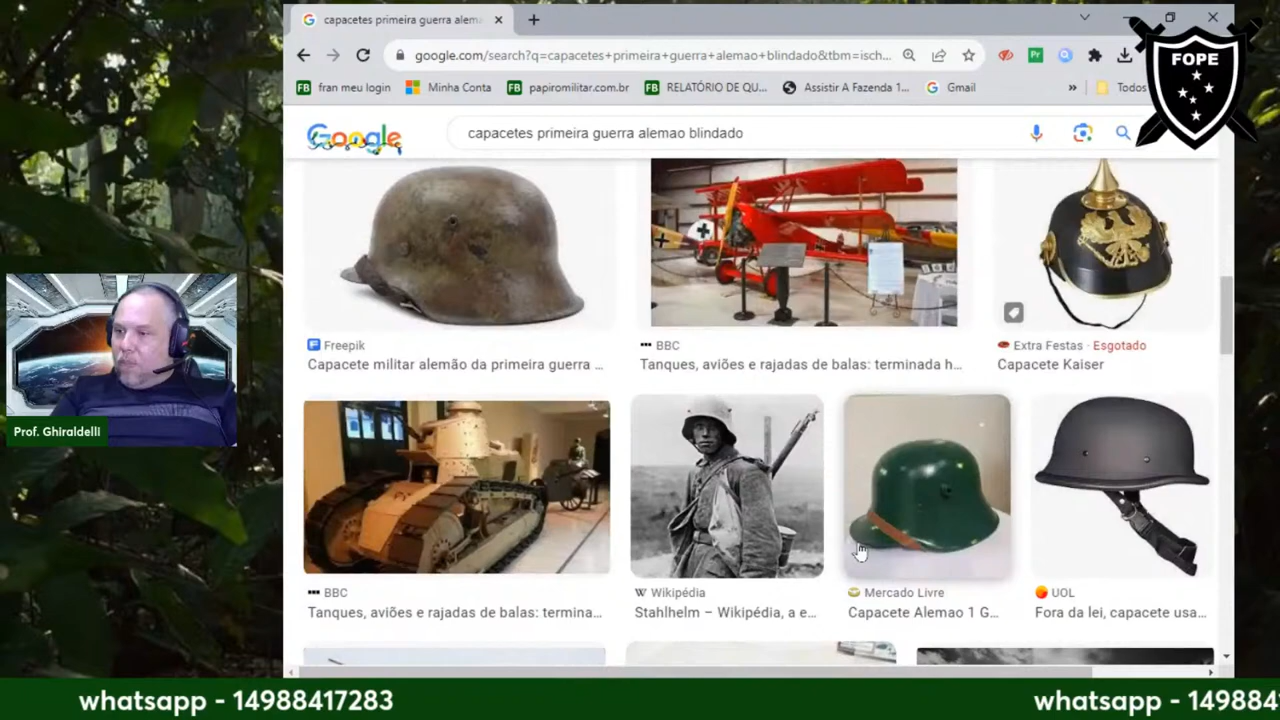 capacetes primeira guerra alema
google.com/search?q=capacetes+primeira+guerra+alemao+blindado&tbm=isch...
fran meu login
Minha Conta
papiromilitar.com.br
RELATÓRIO DE QU...
Assistir A Fazenda 1...
Gmail
»
Todos
FOPE
Google
capacetes primeira guerra alemao blindado
Freepik
Capacete militar alemão da primeira guerra ...
BBC
Tanques, aviões e rajadas de balas: terminada h...
Extra Festas · Esgotado
Capacete Kaiser
Prof. Ghiraldelli
BBC
Tanques, aviões e rajadas de balas: termina...
Wikipédia
Stahlhelm – Wikipédia, a e...
Mercado Livre
Capacete Alemao 1 G...
UOL
Fora da lei, capacete usa...
whatsapp - 14988417283
whatsapp - 149884